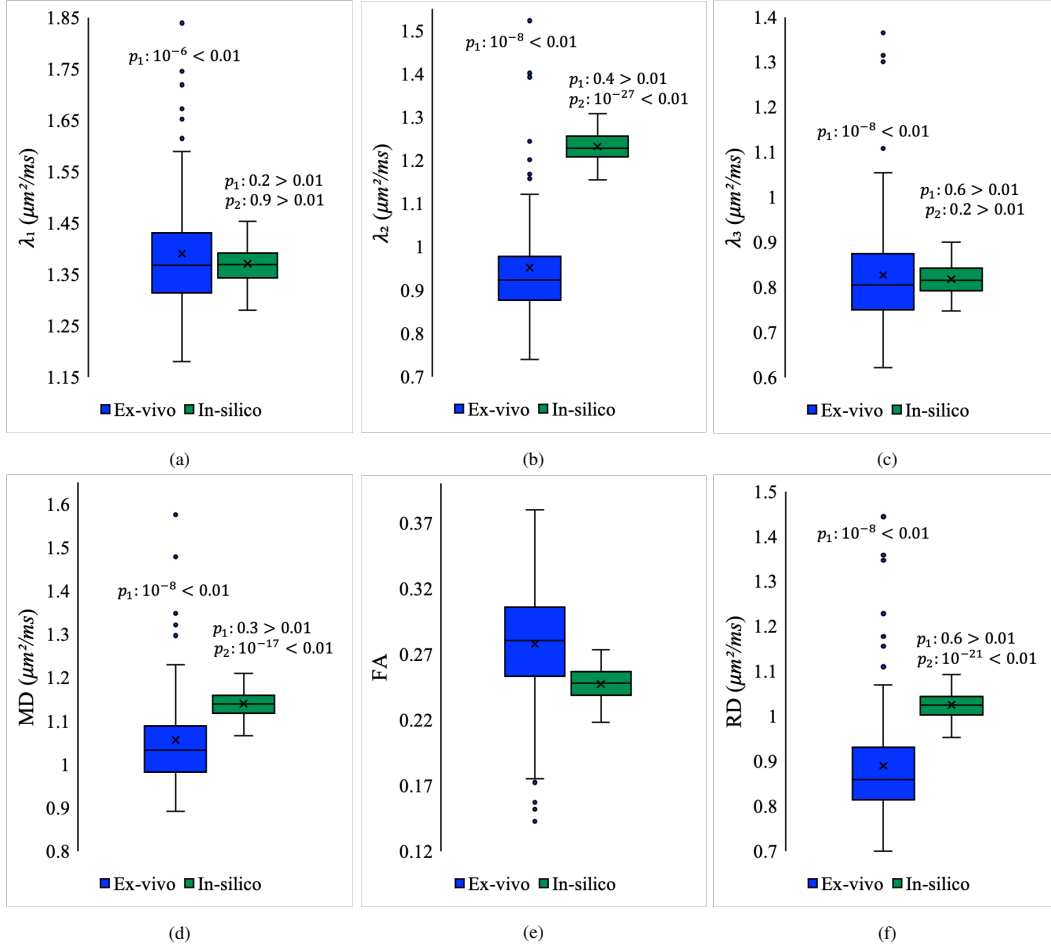 1.85
1.75
1.65
1.55
1.45
1.35
1.25
1.15
λ₁ (μm²/ms)
p₁: 10⁻⁶ < 0.01
p₁: 0.2 > 0.01
p₂: 0.9 > 0.01
Ex-vivo In-silico
(a)
1.5
1.4
1.3
1.2
1.1
1
0.9
0.8
0.7
λ₂ (μm²/ms)
p₁: 10⁻⁸ < 0.01
p₁: 0.4 > 0.01
p₂: 10⁻²⁷ < 0.01
Ex-vivo In-silico
(b)
1.4
1.3
1.2
1.1
1
0.9
0.8
0.7
0.6
λ₃ (μm²/ms)
p₁: 10⁻⁸ < 0.01
p₁: 0.6 > 0.01
p₂: 0.2 > 0.01
Ex-vivo In-silico
(c)
1.6
1.5
1.4
1.3
1.2
1.1
1
0.9
0.8
MD (μm²/ms)
p₁: 10⁻⁸ < 0.01
p₁: 0.3 > 0.01
p₂: 10⁻¹⁷ < 0.01
Ex-vivo In-silico
(d)
0.37
0.32
0.27
0.22
0.17
0.12
FA
Ex-vivo In-silico
(e)
1.5
1.4
1.3
1.2
1.1
1
0.9
0.8
0.7
RD (μm²/ms)
p₁: 10⁻⁸ < 0.01
p₁: 0.6 > 0.01
p₂: 10⁻²¹ < 0.01
Ex-vivo In-silico
(f)